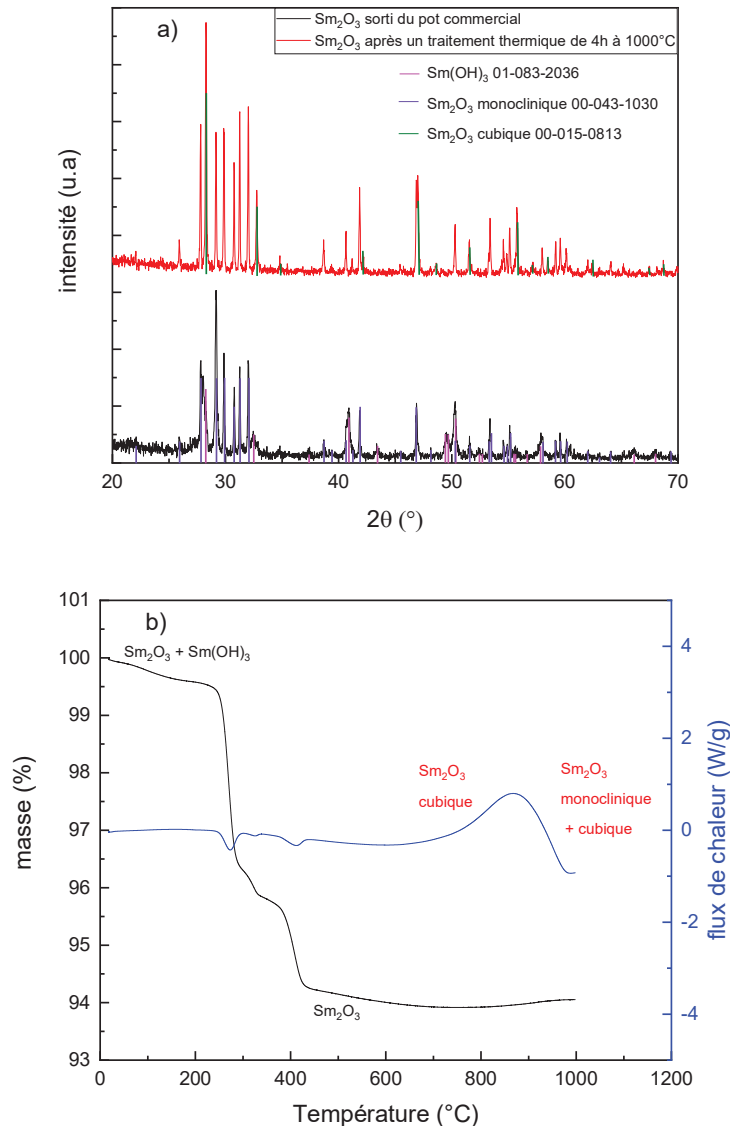 a)
Sm₂O₃ sorti du pot commercial
Sm₂O₃ après un traitement thermique de 4h à 1000°C
Sm(OH)₃ 01-083-2036
Sm₂O₃ monoclinique 00-043-1030
Sm₂O₃ cubique 00-015-0813
intensité (u.a)
20 30 40 50 60 70
2θ (°)
b)
101
100
99
98
97
96
95
94
93
masse (%)
Sm₂O₃ + Sm(OH)₃
Sm₂O₃
cubique
Sm₂O₃
monoclinique
+ cubique
Sm₂O₃
4
2
0
-2
-4
flux de chaleur (W/g)
0 200 400 600 800 1000 1200
Température (°C)